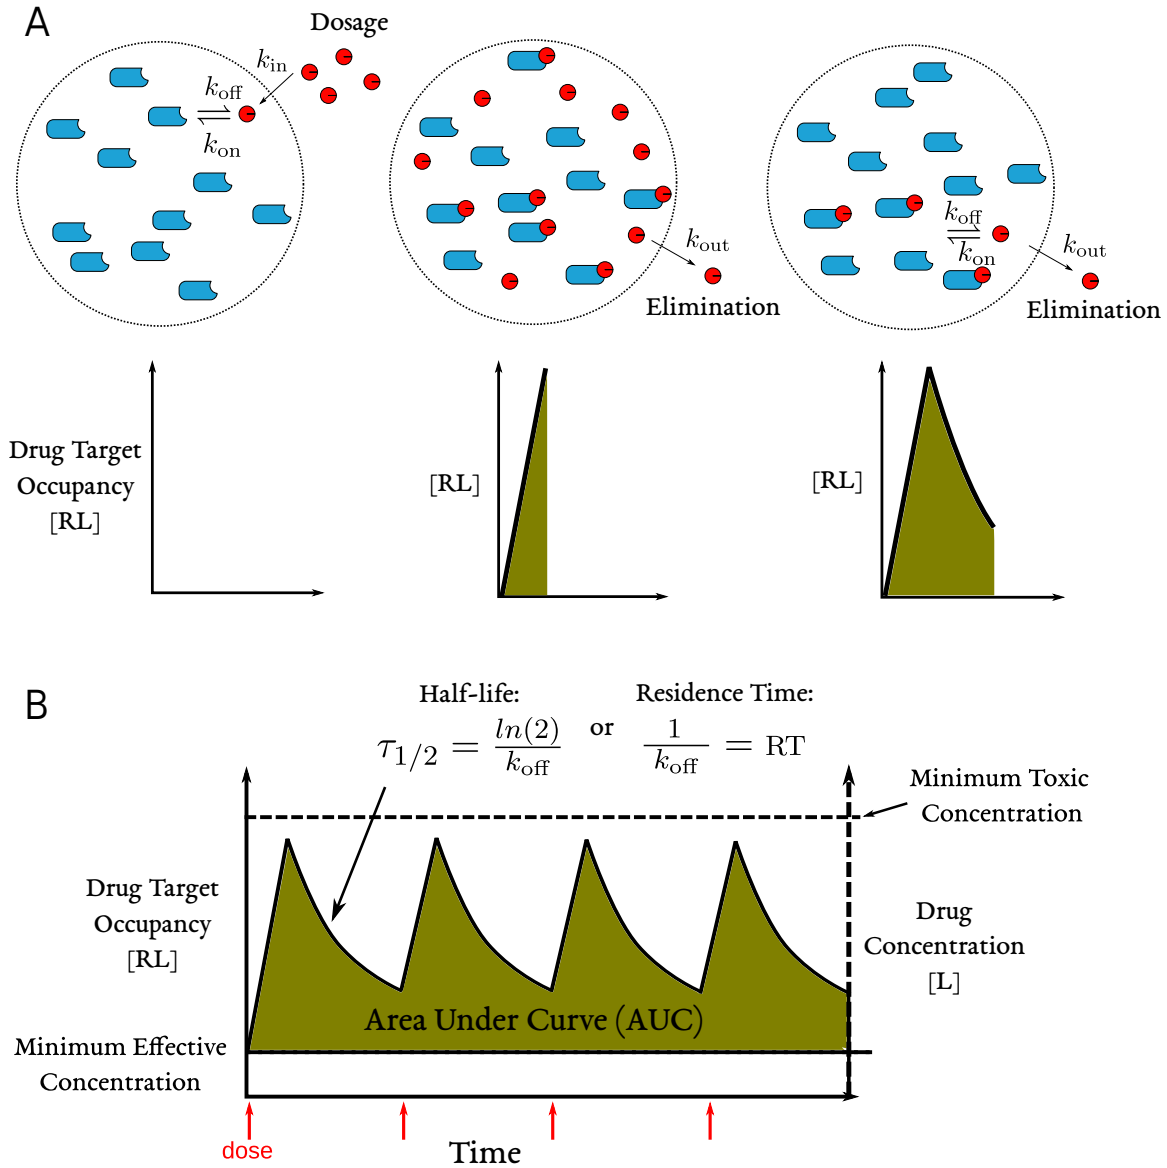 A
Dosage
k_in
k_off
k_on
k_out
Elimination
k_off
k_on
k_out
Elimination
Drug Target
Occupancy
[RL]
[RL]
[RL]
B
Half-life:
τ_1/2 = ln(2)/k_off
or
Residence Time:
1/k_off = RT
Minimum Toxic
Concentration
Drug Target
Occupancy
[RL]
Drug
Concentration
[L]
Area Under Curve (AUC)
Minimum Effective
Concentration
dose
Time